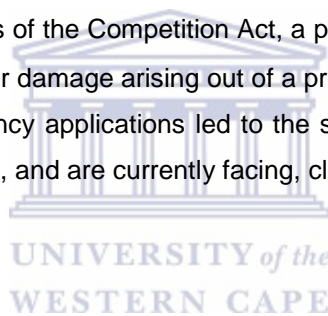 s of the Competition Act, a p
r damage arising out of a pr
ncy applications led to the s
, and are currently facing, cl
UNIVERSITY of the
WESTERN CAPE